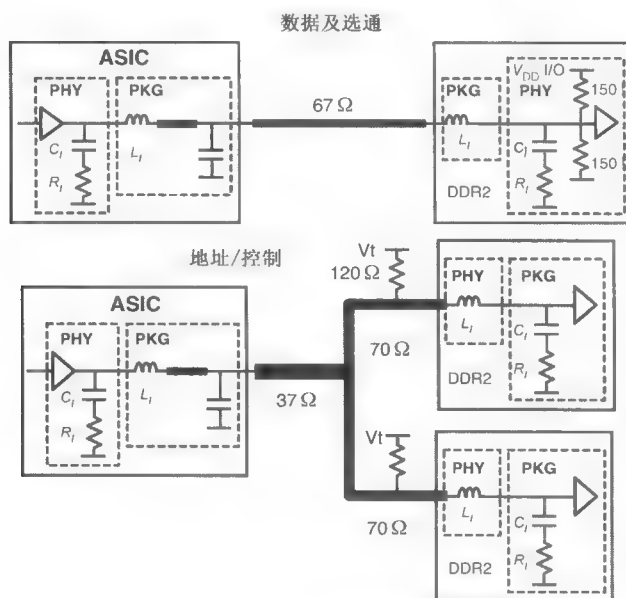 数据及选通
ASIC
PHY
PKG
C_I
R_I
L_I
67 Ω
PKG
L_I
DDR2
V_DD I/O
PHY
150
C_I
150
R_I
地址/控制
ASIC
PHY
PKG
C_I
R_I
L_I
37 Ω
Vt
120 Ω
70 Ω
PHY
PKG
L_I
C_I
R_I
DDR2
Vt
70 Ω
PHY
PKG
L_I
C_I
R_I
DDR2